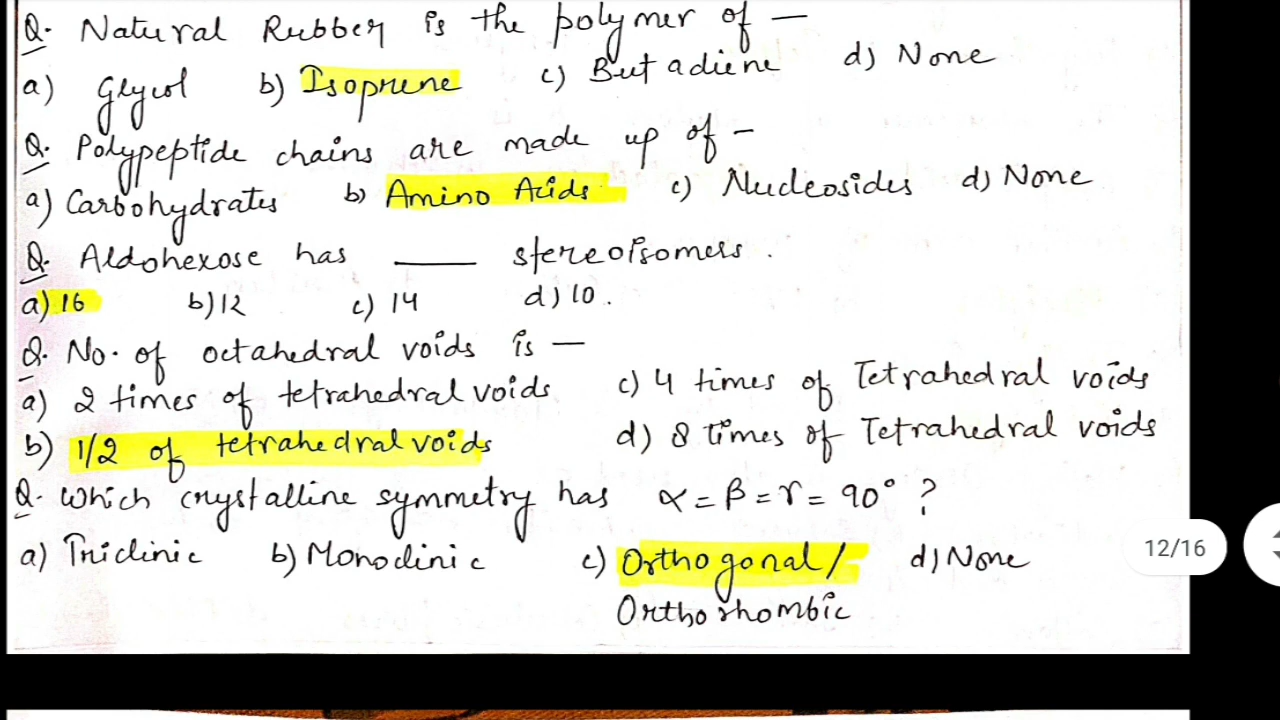 Q. Natural Rubber is the polymer of —
a) Glycol b) Isoprene c) Butadiene d) None
Q. Polypeptide chains are made up of —
a) Carbohydrates b) Amino Acids c) Nucleosides d) None
Q. Aldohexose has ____ stereoisomers.
a) 16 b) 12 c) 14 d) 10.
Q. No. of octahedral voids is —
a) 2 times of tetrahedral voids c) 4 times of Tetrahedral voids
b) 1/2 of tetrahedral voids d) 8 times of Tetrahedral voids
Q. Which crystalline symmetry has α = β = γ = 90° ?
a) Triclinic b) Monoclinic c) Orthogonal / d) None
Orthorhombic
12/16